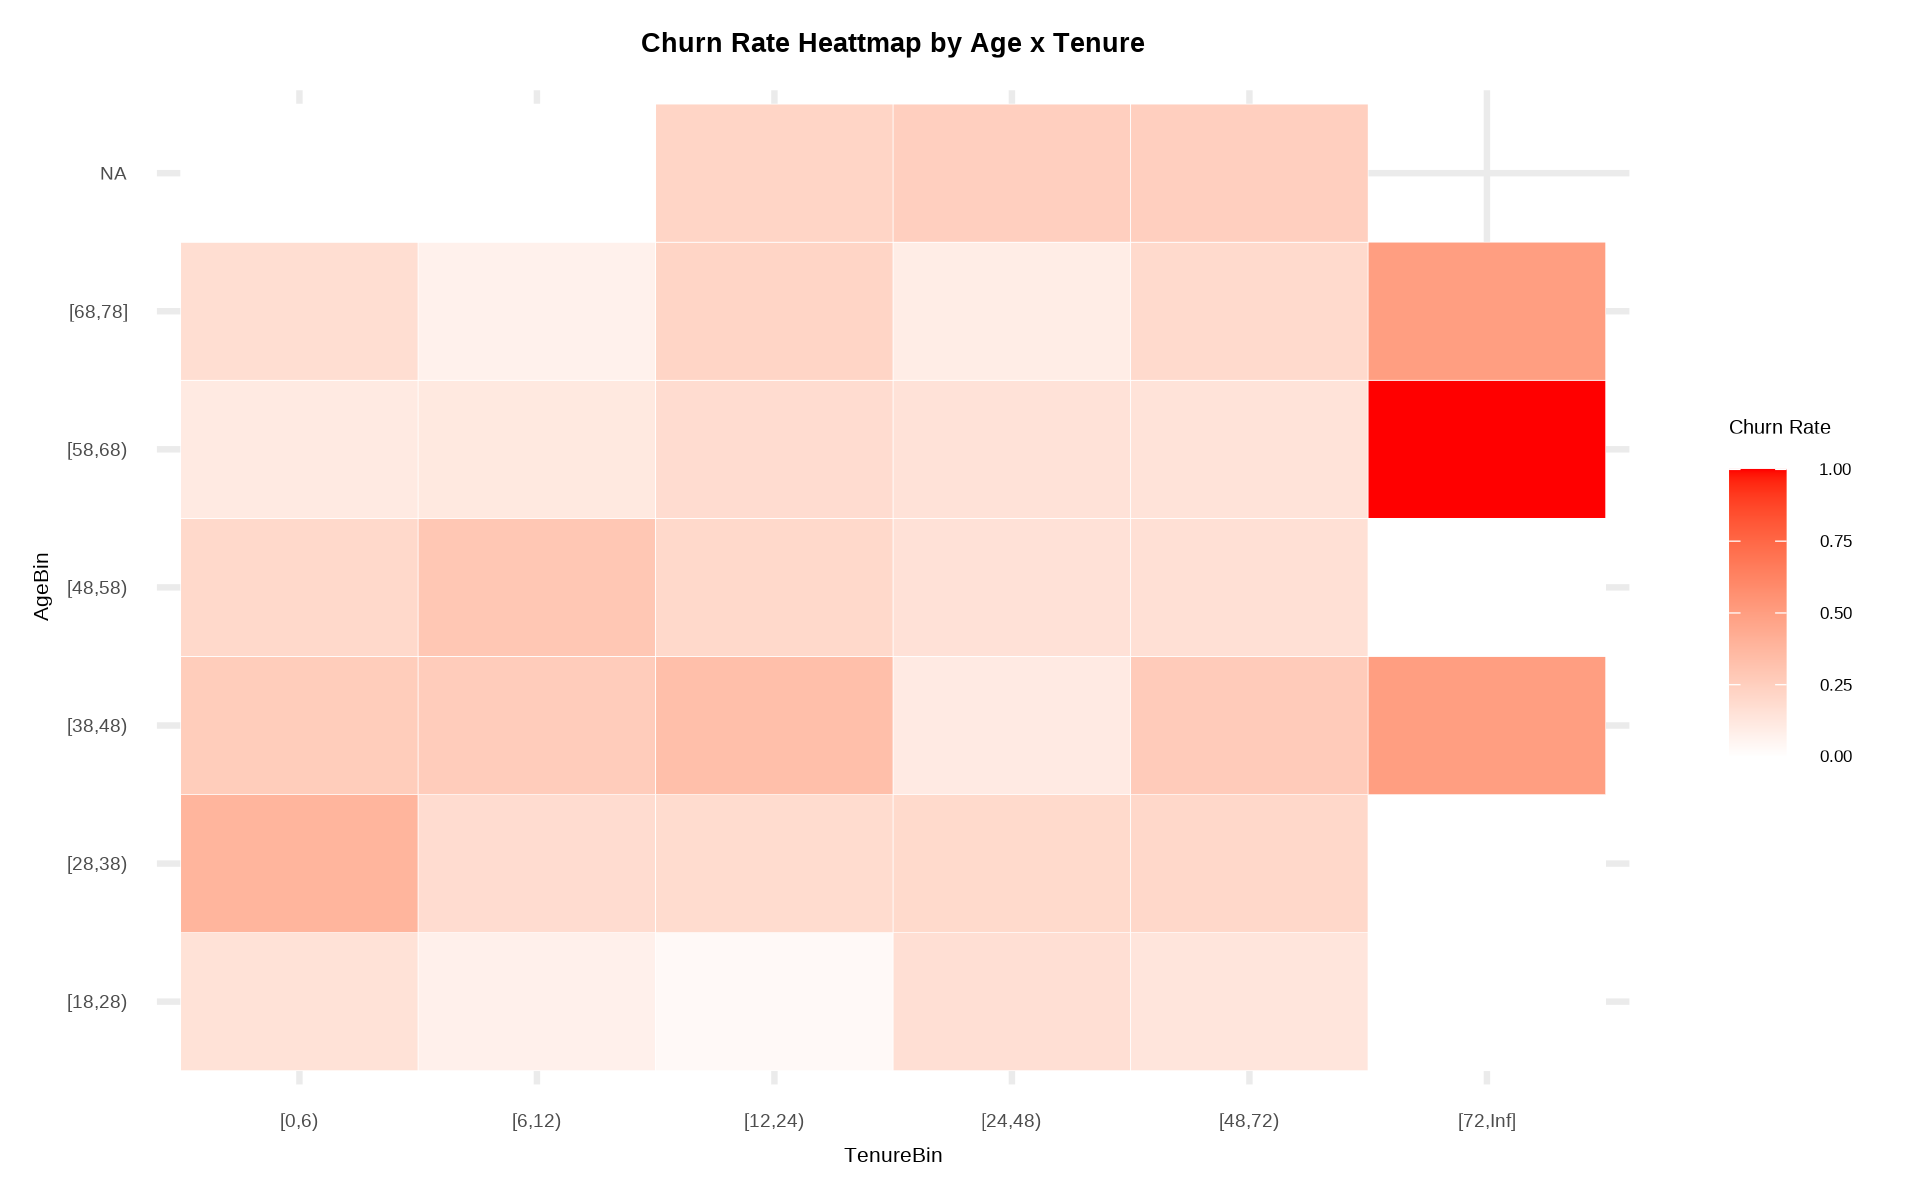 Churn Rate Heattmap by Age x Tenure
NA
[68,78]
[58,68)
[48,58)
[38,48)
[28,38)
[18,28)
AgeBin
[0,6)
[6,12)
[12,24)
[24,48)
[48,72)
[72,Inf]
TenureBin
Churn Rate
1.00
0.75
0.50
0.25
0.00